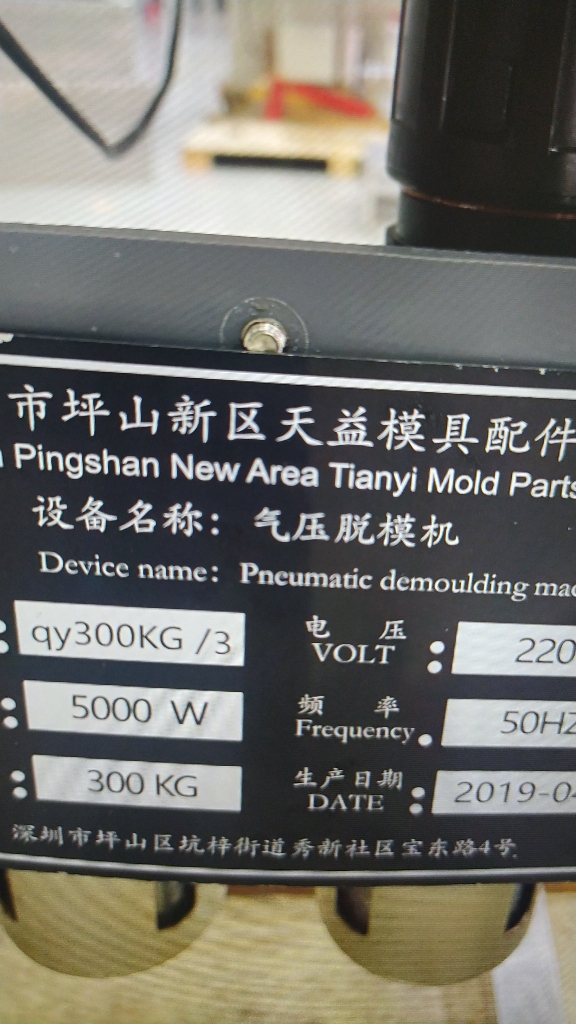 市坪山新区天益模具配件
Pingshan New Area Tianyi Mold Parts
设备名称：气压脱模机
Device name: Pneumatic demoulding mac
: qy300KG /3 电 压 VOLT : 220
: 5000 W 频 率 Frequency : 50HZ
: 300 KG 生产日期 DATE : 2019-04
深圳市坪山区坑梓街道秀新社区宝东路4号